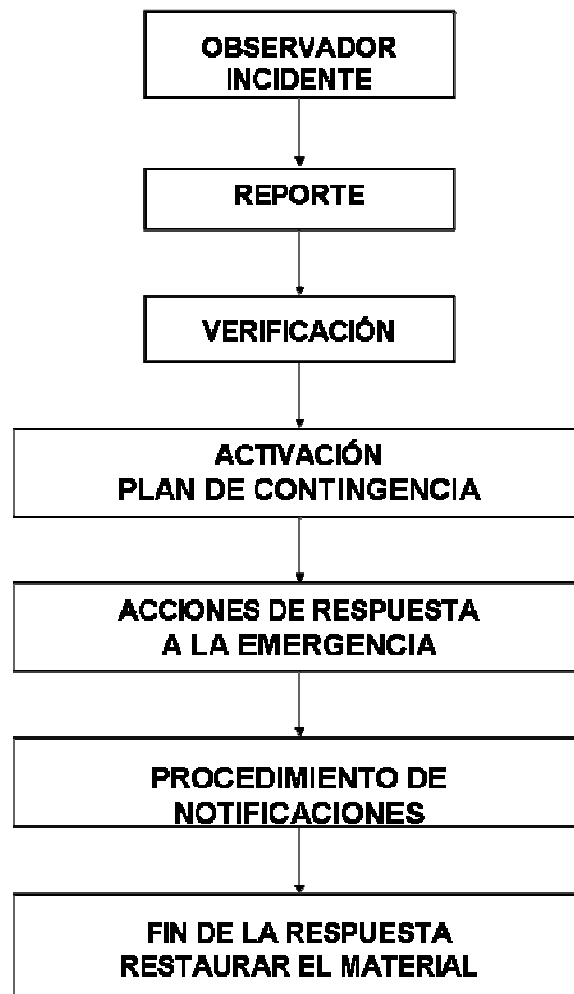 OBSERVADOR
INCIDENTE
REPORTE
VERIFICACIÓN
ACTIVACIÓN
PLAN DE CONTINGENCIA
ACCIONES DE RESPUESTA
A LA EMERGENCIA
PROCEDIMIENTO DE
NOTIFICACIONES
FIN DE LA RESPUESTA
RESTAURAR EL MATERIAL